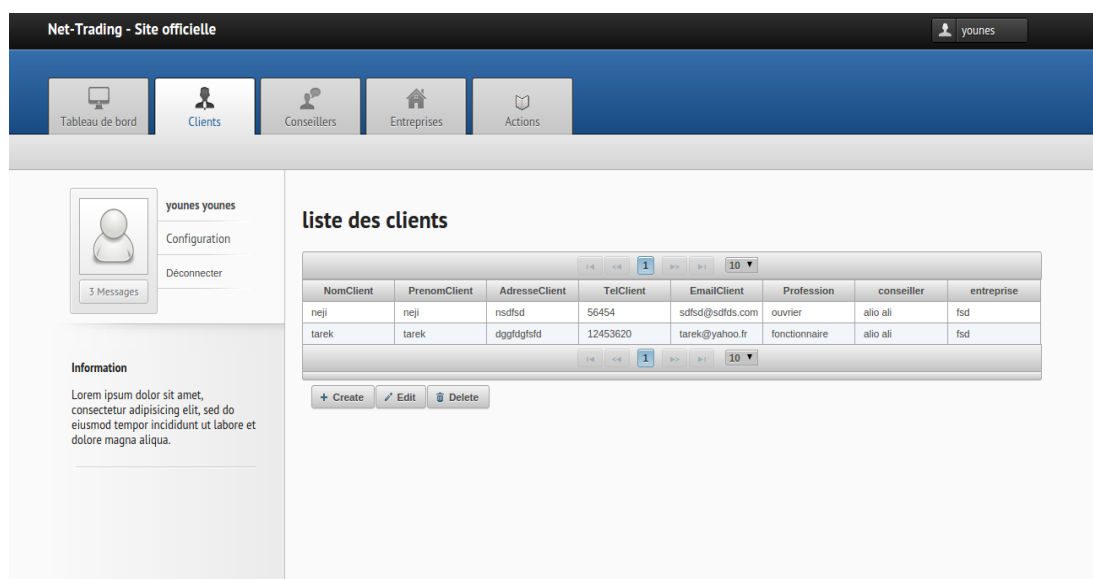 Net-Trading - Site officielle
younes
Tableau de bord
Clients
Conseillers
Entreprises
Actions
younes younes
Configuration
Déconnecter
3 Messages
Information
Lorem ipsum dolor sit amet,
consectetur adipisicing elit, sed do
eiusmod tempor incididunt ut labore et
dolore magna aliqua.
liste des clients
1 10
NomClient PrenomClient AdresseClient TelClient EmailClient Profession conseiller entreprise
neji neji nsdfsd 56454 sdfsd@sdfds.com ouvrier alio ali fsd
tarek tarek dggfdgfsfd 12453620 tarek@yahoo.fr fonctionnaire alio ali fsd
1 10
Create Edit Delete